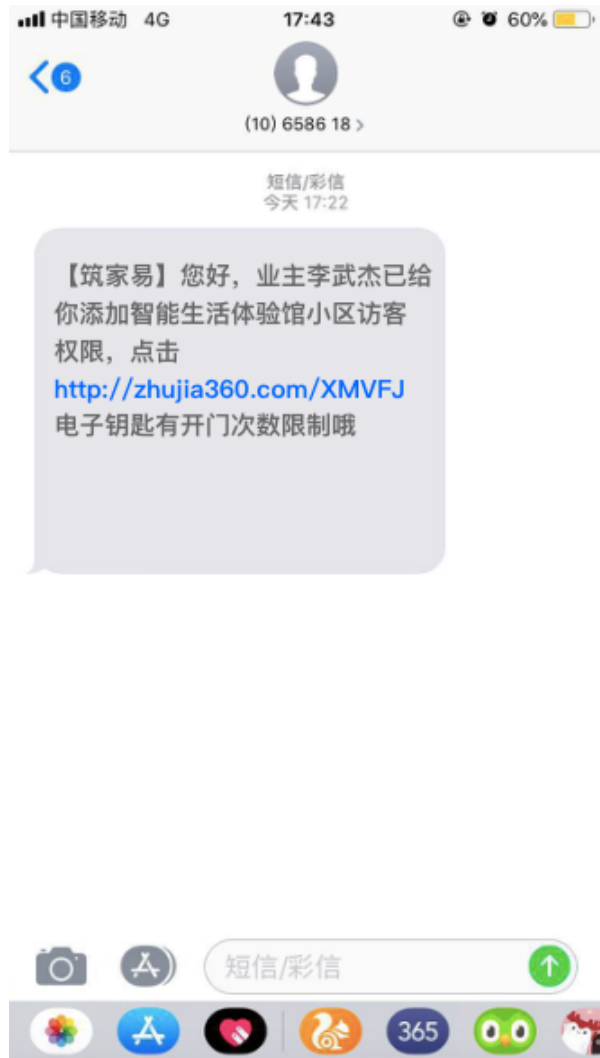 中国移动 4G 17:43 60%
6
(10) 6586 18 >
短信/彩信
今天 17:22
【筑家易】您好，业主李武杰已给
你添加智能生活体验馆小区访客
权限，点击
http://zhujia360.com/XMVFJ
电子钥匙有开门次数限制哦
短信/彩信
365